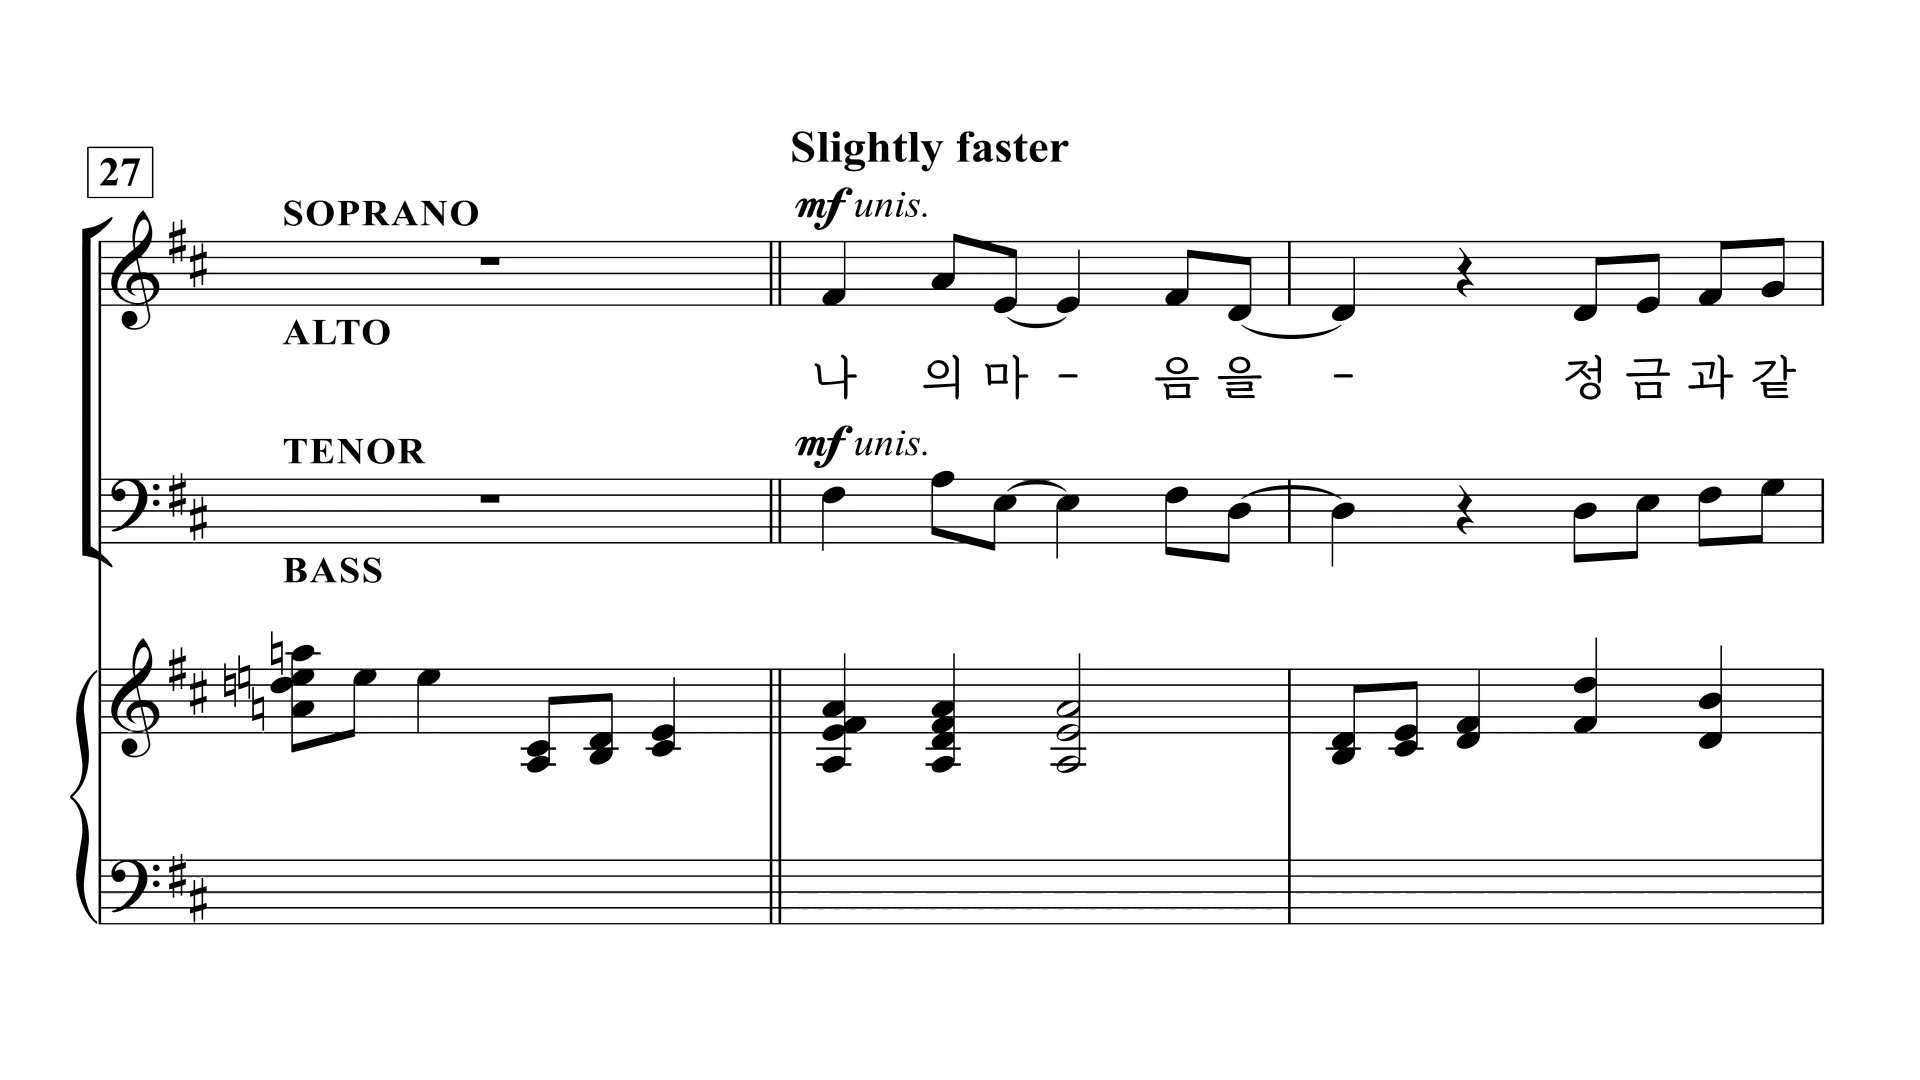 Slightly faster
27
SOPRANO
mf unis.
ALTO
나 의 마 - 음 을 - 정 금 과 같
TENOR
mf unis.
BASS